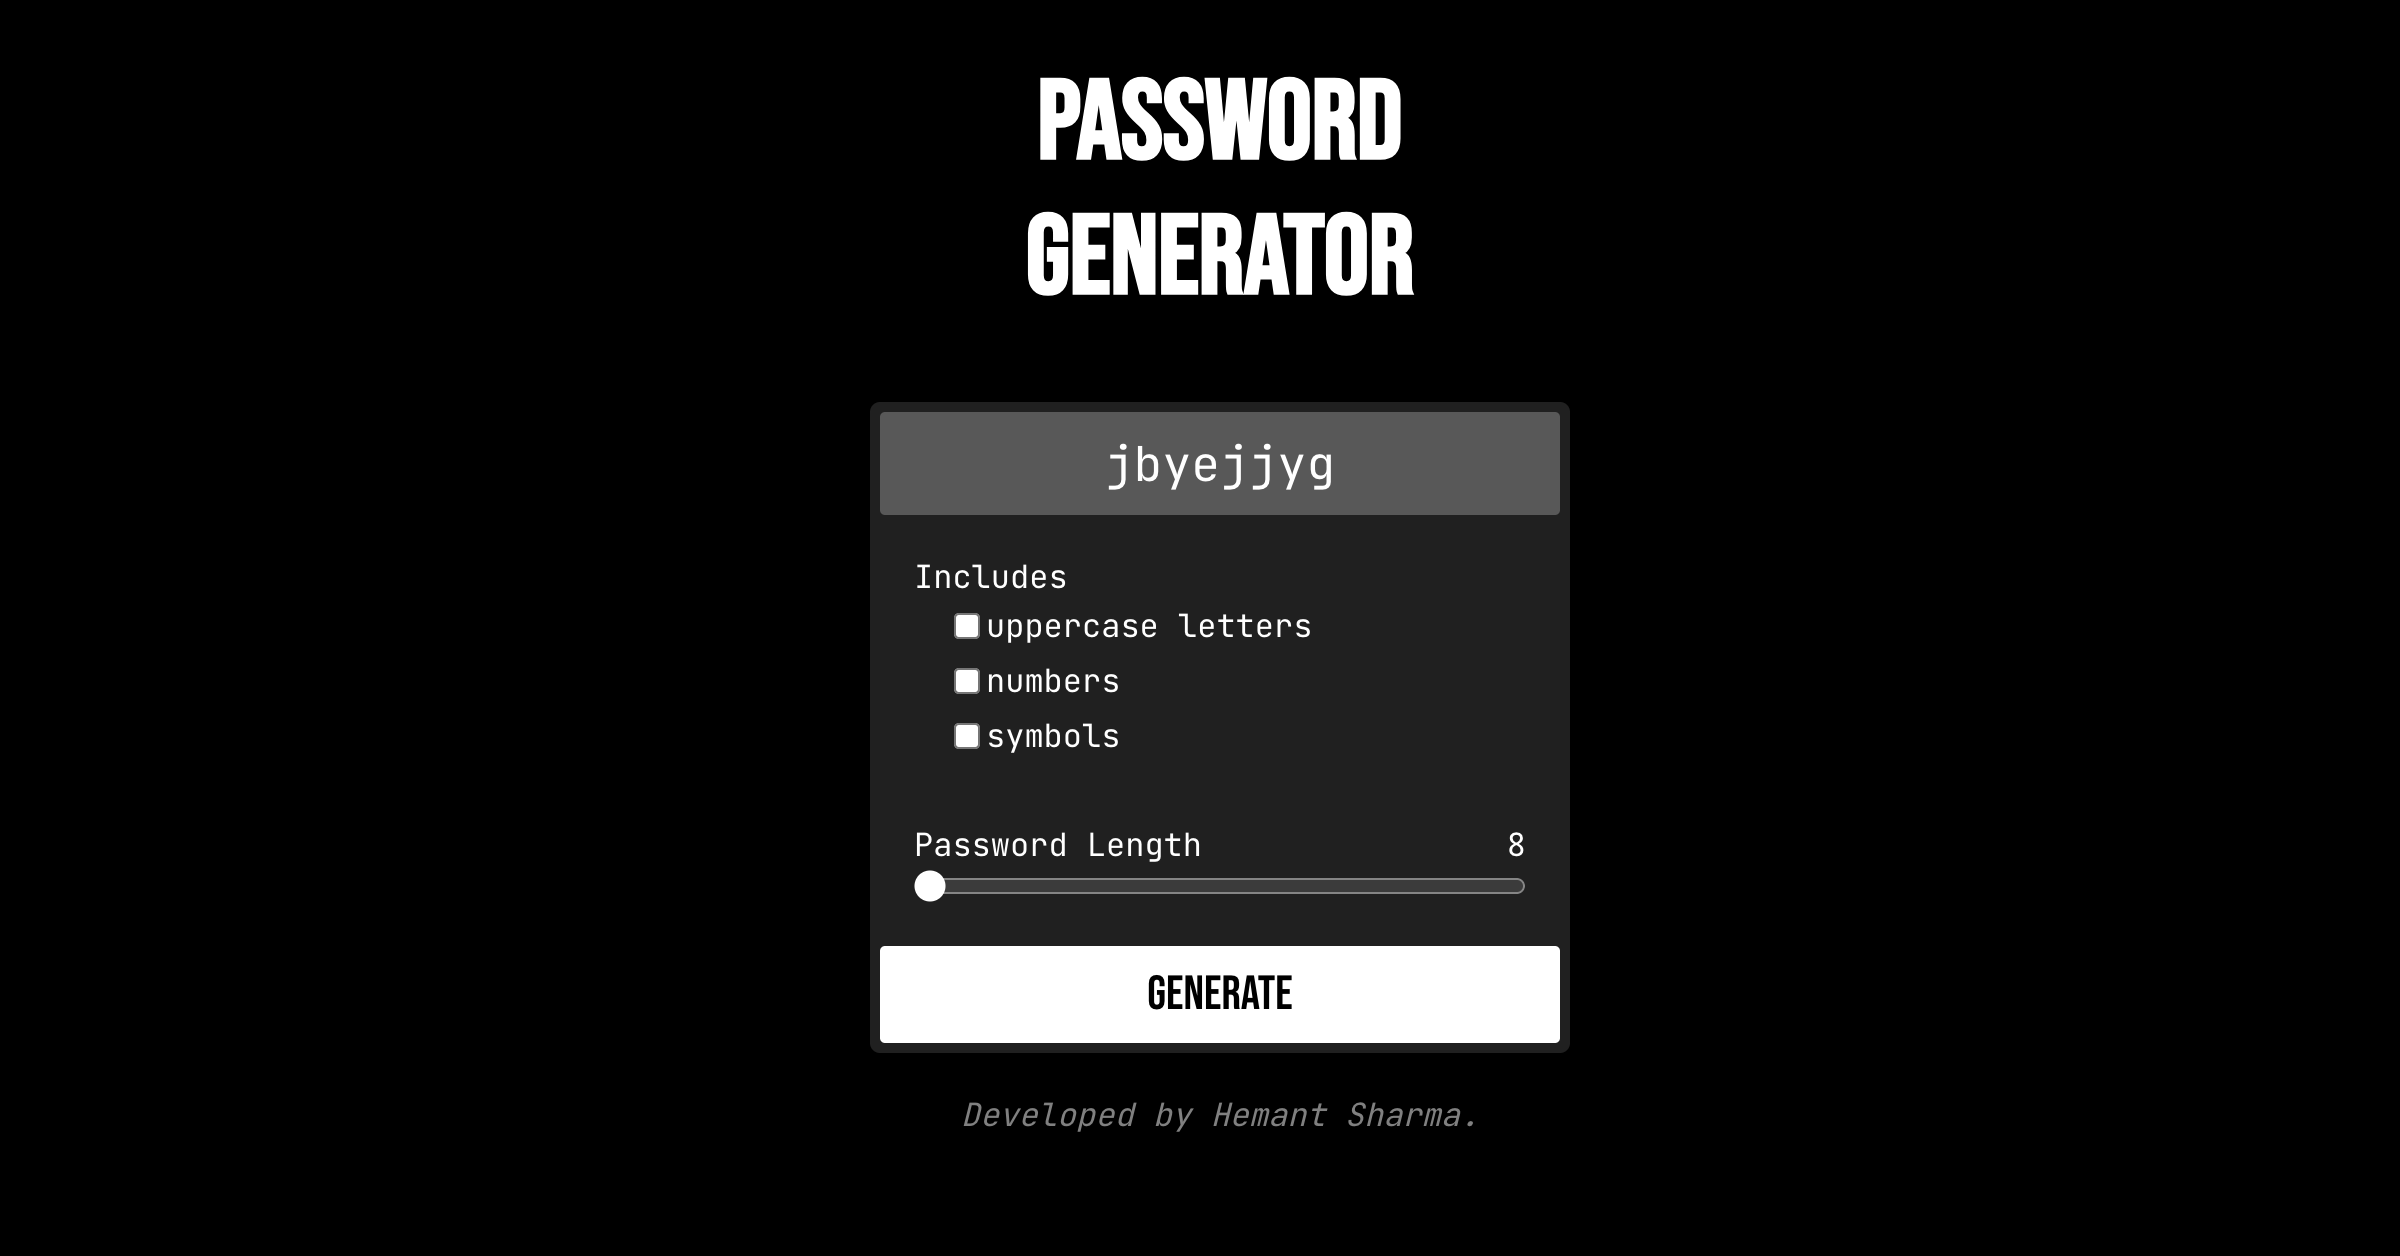 PASSWORD
GENERATOR
jbyejjyg
Includes
uppercase letters
numbers
symbols
Password Length 8
GENERATE
Developed by Hemant Sharma.